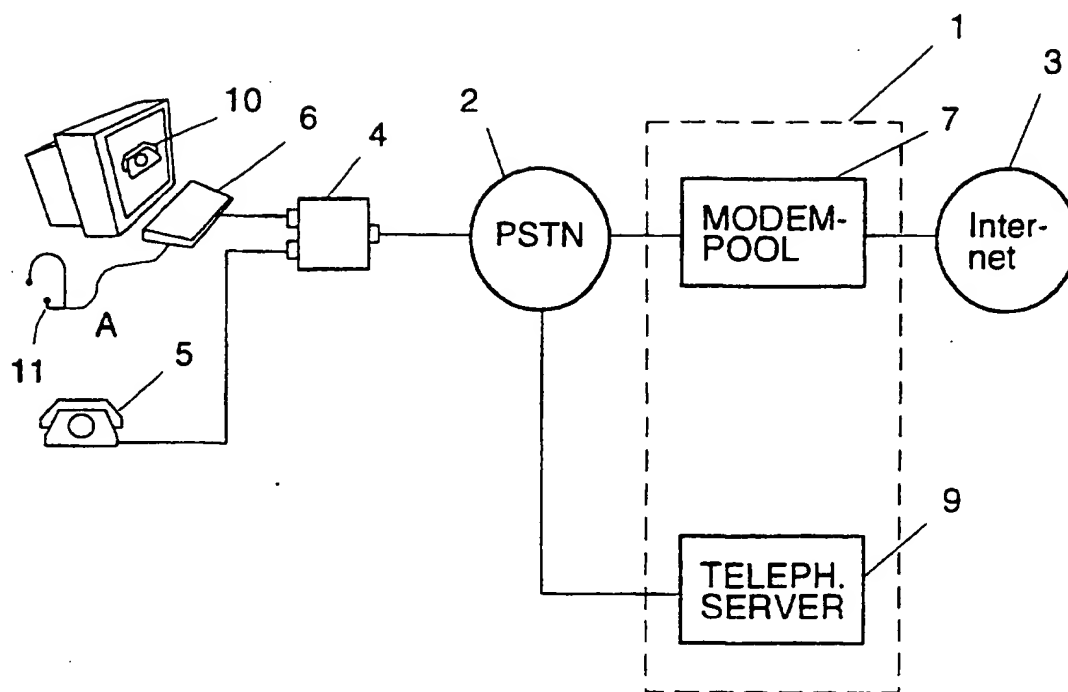 1
2
3
10
6
4
7
PSTN
MODEM-
POOL
Inter-
net
A
11
5
9
TELEPH.
SERVER